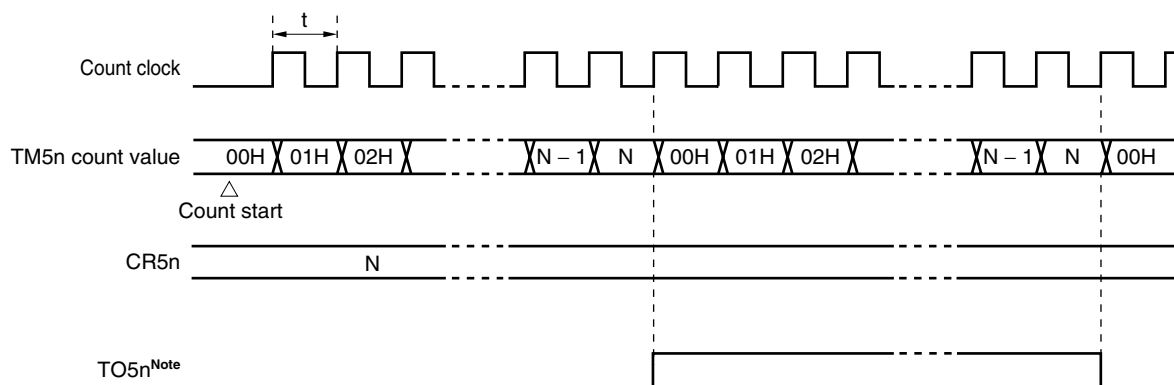 t
Count clock
TM5n count value 00H 01H 02H N – 1 N 00H 01H 02H N – 1 N 00H
Count start
CR5n N
TO5nNote